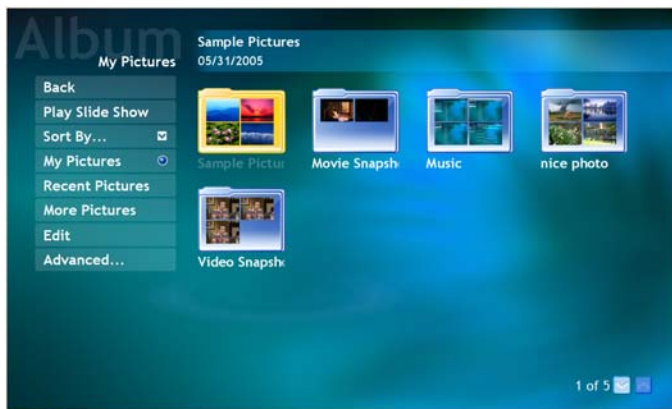 Album
My Pictures
Sample Pictures
05/31/2005
Back
Play Slide Show
Sort By...
My Pictures
Recent Pictures
More Pictures
Edit
Advanced...
Sample Pictur
Movie Snapsh
Music
nice photo
Video Snapsh
1 of 5